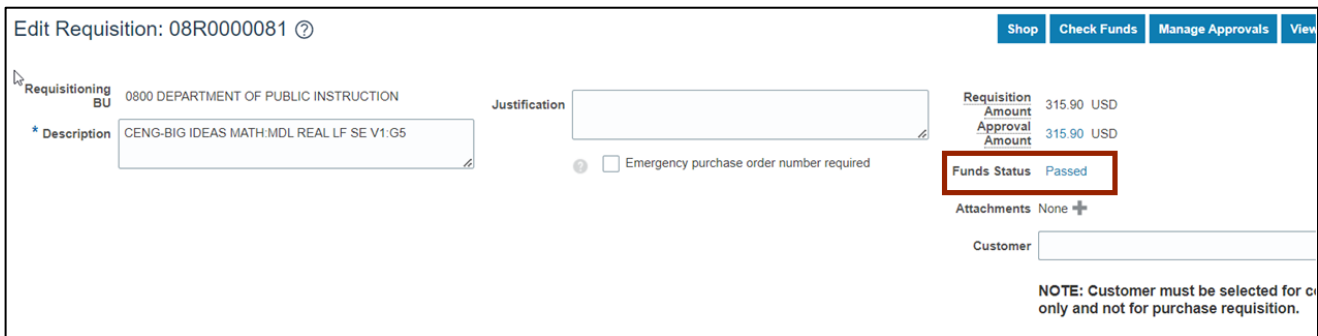 Edit Requisition: 08R0000081
Shop Check Funds Manage Approvals View
Requisitioning BU 0800 DEPARTMENT OF PUBLIC INSTRUCTION
* Description CENG-BIG IDEAS MATH:MDL REAL LF SE V1:G5
Justification
Emergency purchase order number required
Requisition Amount 315.90 USD
Approval Amount 315.90 USD
Funds Status Passed
Attachments None
Customer
NOTE: Customer must be selected for
only and not for purchase requisition.